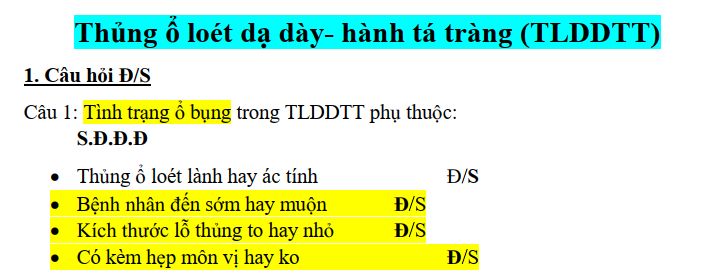 Thủng ổ loét dạ dày- hành tá tràng (TLDDTT)
1. Câu hỏi Đ/S
Câu 1: Tình trạng ổ bụng trong TLDDTT phụ thuộc:
S.Đ.Đ.Đ
• Thủng ổ loét lành hay ác tính Đ/S
• Bệnh nhân đến sớm hay muộn Đ/S
• Kích thước lỗ thủng to hay nhỏ Đ/S
• Có kèm hẹp môn vị hay ko Đ/S